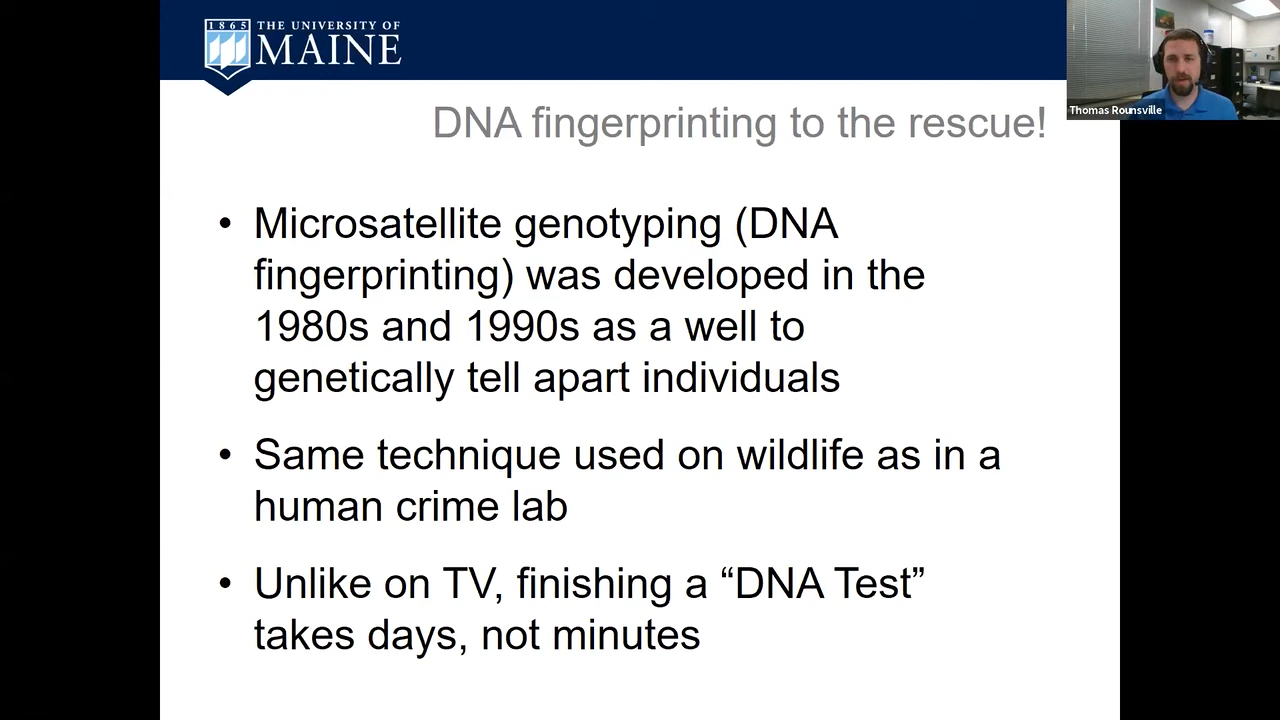 1865
THE UNIVERSITY OF
MAINE
Thomas Rounsville
DNA fingerprinting to the rescue!
• Microsatellite genotyping (DNA
fingerprinting) was developed in the
1980s and 1990s as a well to
genetically tell apart individuals
• Same technique used on wildlife as in a
human crime lab
• Unlike on TV, finishing a “DNA Test”
takes days, not minutes